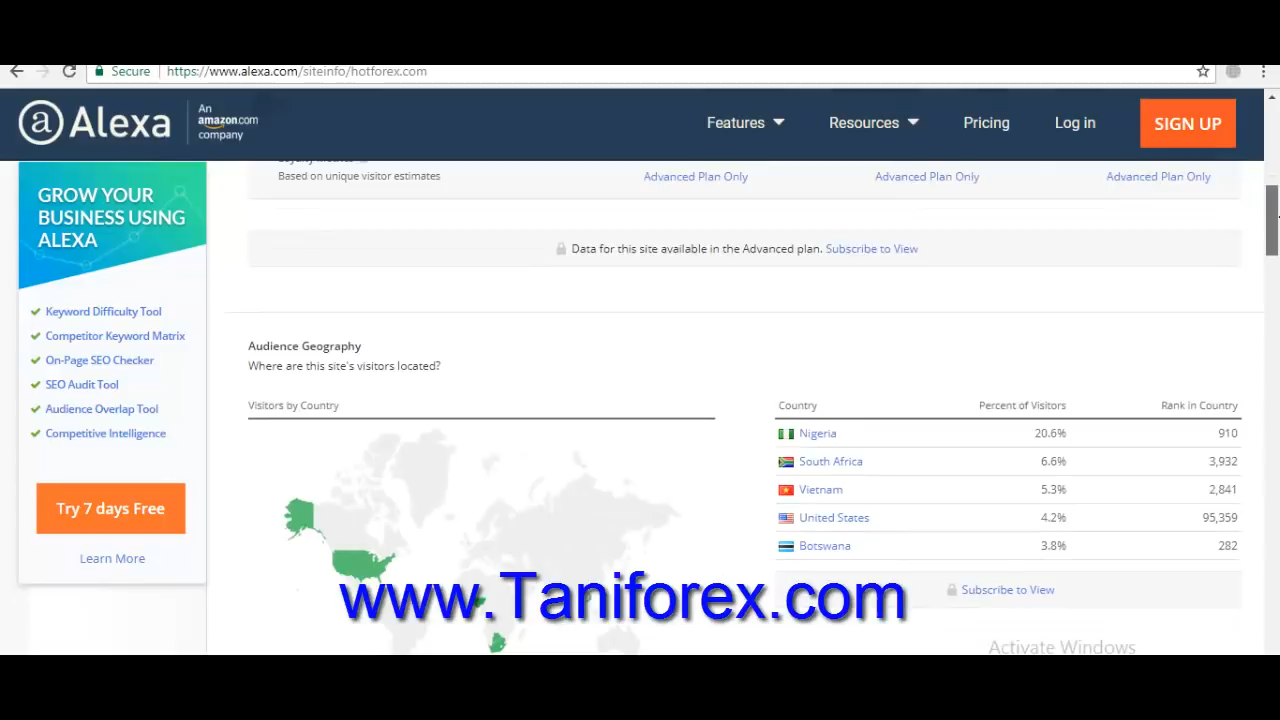 Secure https://www.alexa.com/siteinfo/hotforex.com
Alexa
An
amazon.com
company
Features
Resources
Pricing
Log in
SIGN UP
GROW YOUR
BUSINESS USING
ALEXA
Keyword Difficulty Tool
Competitor Keyword Matrix
On-Page SEO Checker
SEO Audit Tool
Audience Overlap Tool
Competitive Intelligence
Try 7 days Free
Learn More
Based on unique visitor estimates Advanced Plan Only Advanced Plan Only Advanced Plan Only
Data for this site available in the Advanced plan. Subscribe to View
Audience Geography
Where are this site's visitors located?
Visitors by Country
Country Percent of Visitors Rank in Country
Nigeria 20.6% 910
South Africa 6.6% 3,932
Vietnam 5.3% 2,841
United States 4.2% 95,359
Botswana 3.8% 282
Subscribe to View
www.Taniforex.com
Activate Windows